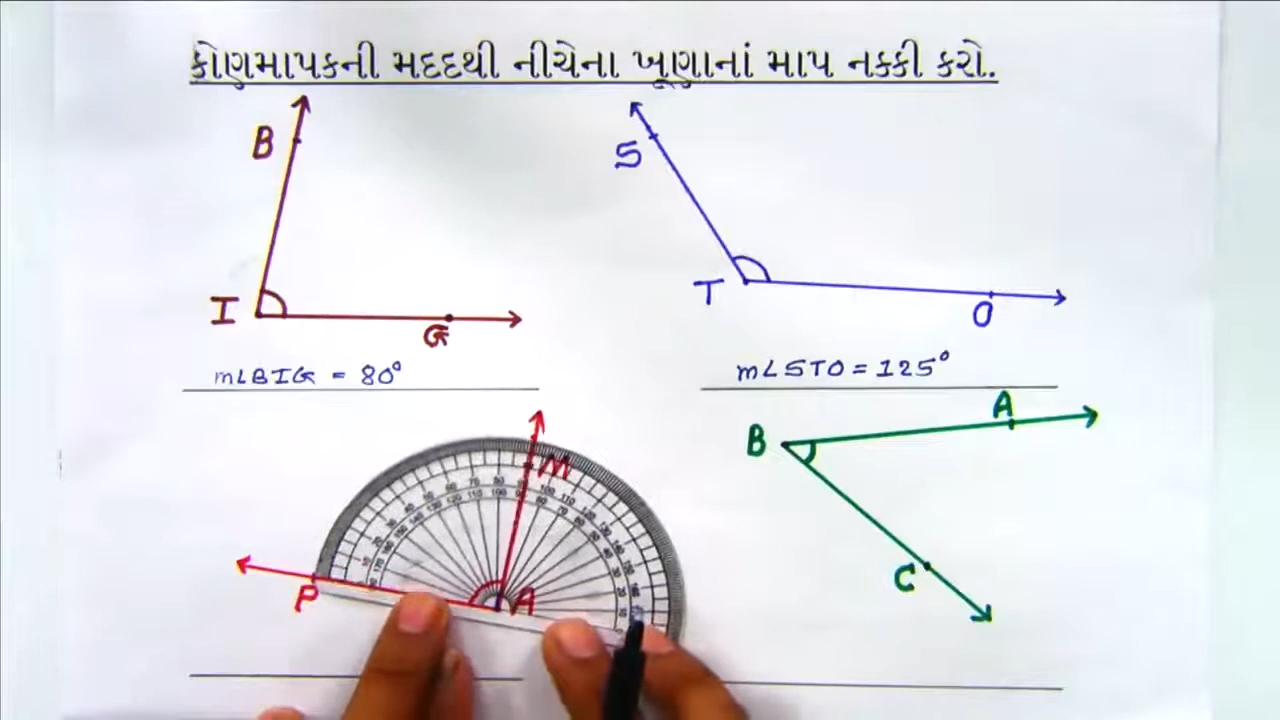 કોણમાપકની મદદથી નીચેના ખૂણાનાં માપ નક્કી કરો.
B
S
I
G
T
O
m∠BIG = 80°
m∠STO = 125°
A
B
M
C
P
A